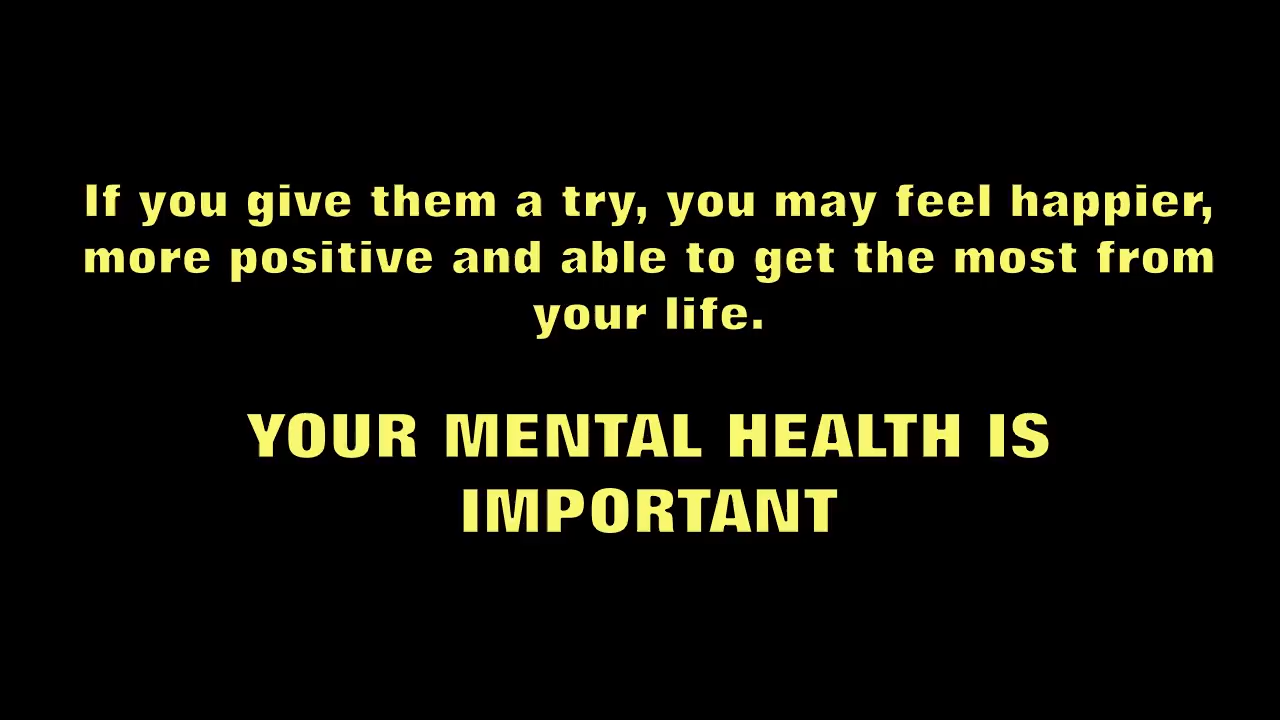 If you give them a try, you may feel happier,
more positive and able to get the most from
your life.
YOUR MENTAL HEALTH IS
IMPORTANT